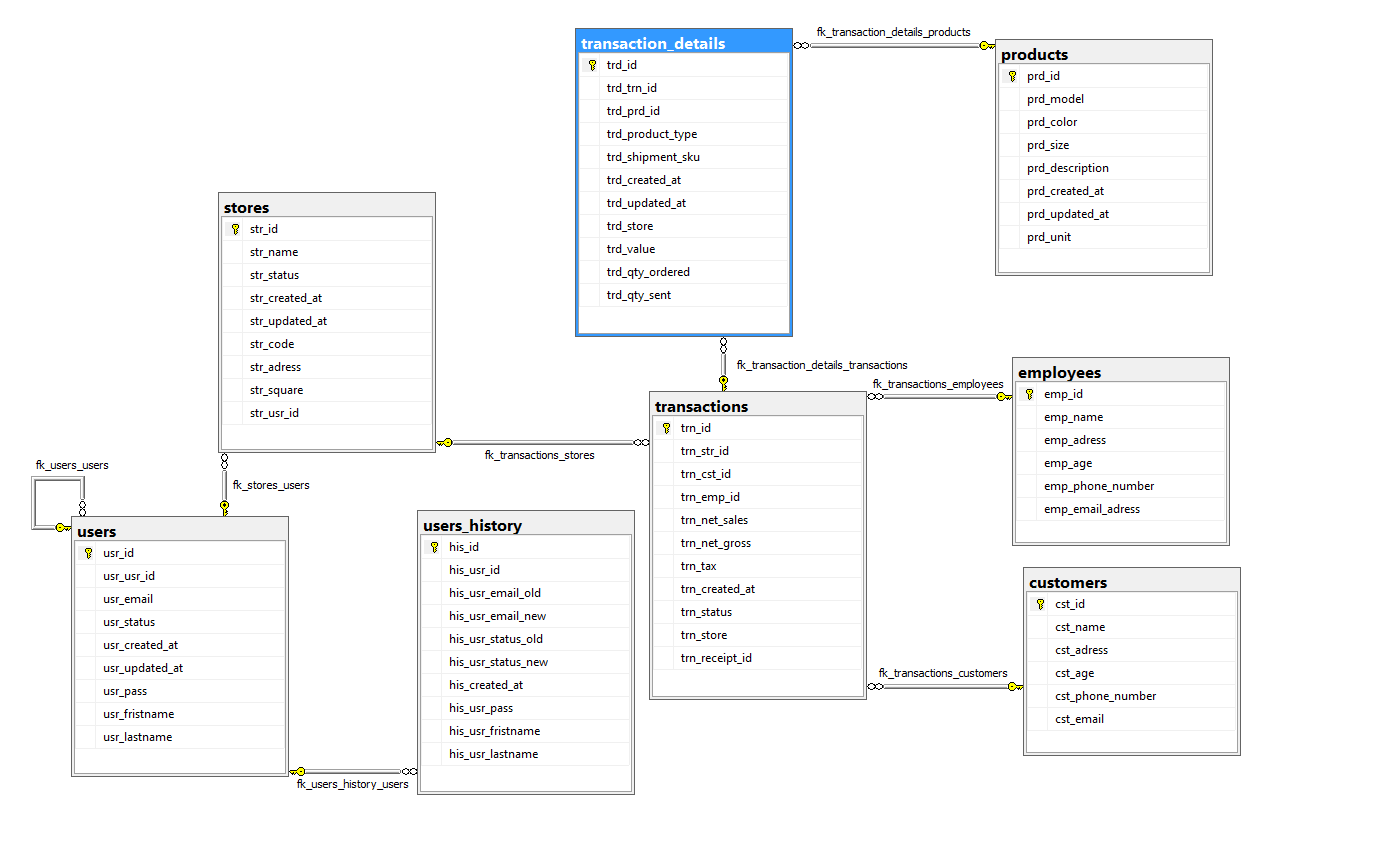 fk_transaction_details_products
transaction_details
trd_id
trd_trn_id
trd_prd_id
trd_product_type
trd_shipment_sku
trd_created_at
trd_updated_at
trd_store
trd_value
trd_qty_ordered
trd_qty_sent
products
prd_id
prd_model
prd_color
prd_size
prd_description
prd_created_at
prd_updated_at
prd_unit
stores
str_id
str_name
str_status
str_created_at
str_updated_at
str_code
str_adress
str_square
str_usr_id
fk_transaction_details_transactions
fk_transactions_employees
employees
emp_id
emp_name
emp_adress
emp_age
emp_phone_number
emp_email_adress
transactions
trn_id
trn_str_id
trn_cst_id
trn_emp_id
trn_net_sales
trn_net_gross
trn_tax
trn_created_at
trn_status
trn_store
trn_receipt_id
fk_transactions_stores
fk_users_users
fk_stores_users
users
usr_id
usr_usr_id
usr_email
usr_status
usr_created_at
usr_updated_at
usr_pass
usr_fristname
usr_lastname
users_history
his_id
his_usr_id
his_usr_email_old
his_usr_email_new
his_usr_status_old
his_usr_status_new
his_created_at
his_usr_pass
his_usr_fristname
his_usr_lastname
fk_users_history_users
fk_transactions_customers
customers
cst_id
cst_name
cst_adress
cst_age
cst_phone_number
cst_email